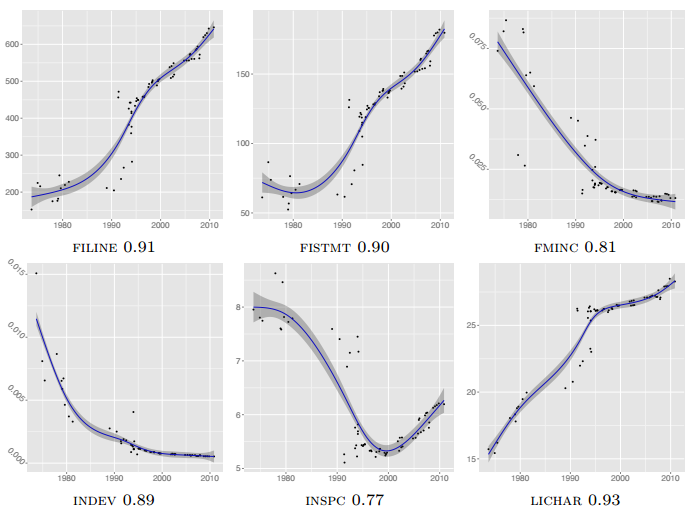 600
500
400
300
200
1980 1990 2000 2010
FILINE 0.91
150
100
50
1980 1990 2000 2010
FISTMT 0.90
0.075
0.050
0.025
1980 1990 2000 2010
FMINC 0.81
0.015
0.010
0.005
0.000
1980 1990 2000 2010
INDEV 0.89
8
7
6
5
1980 1990 2000 2010
INSPC 0.77
25
20
15
1980 1990 2000 2010
LICHAR 0.93